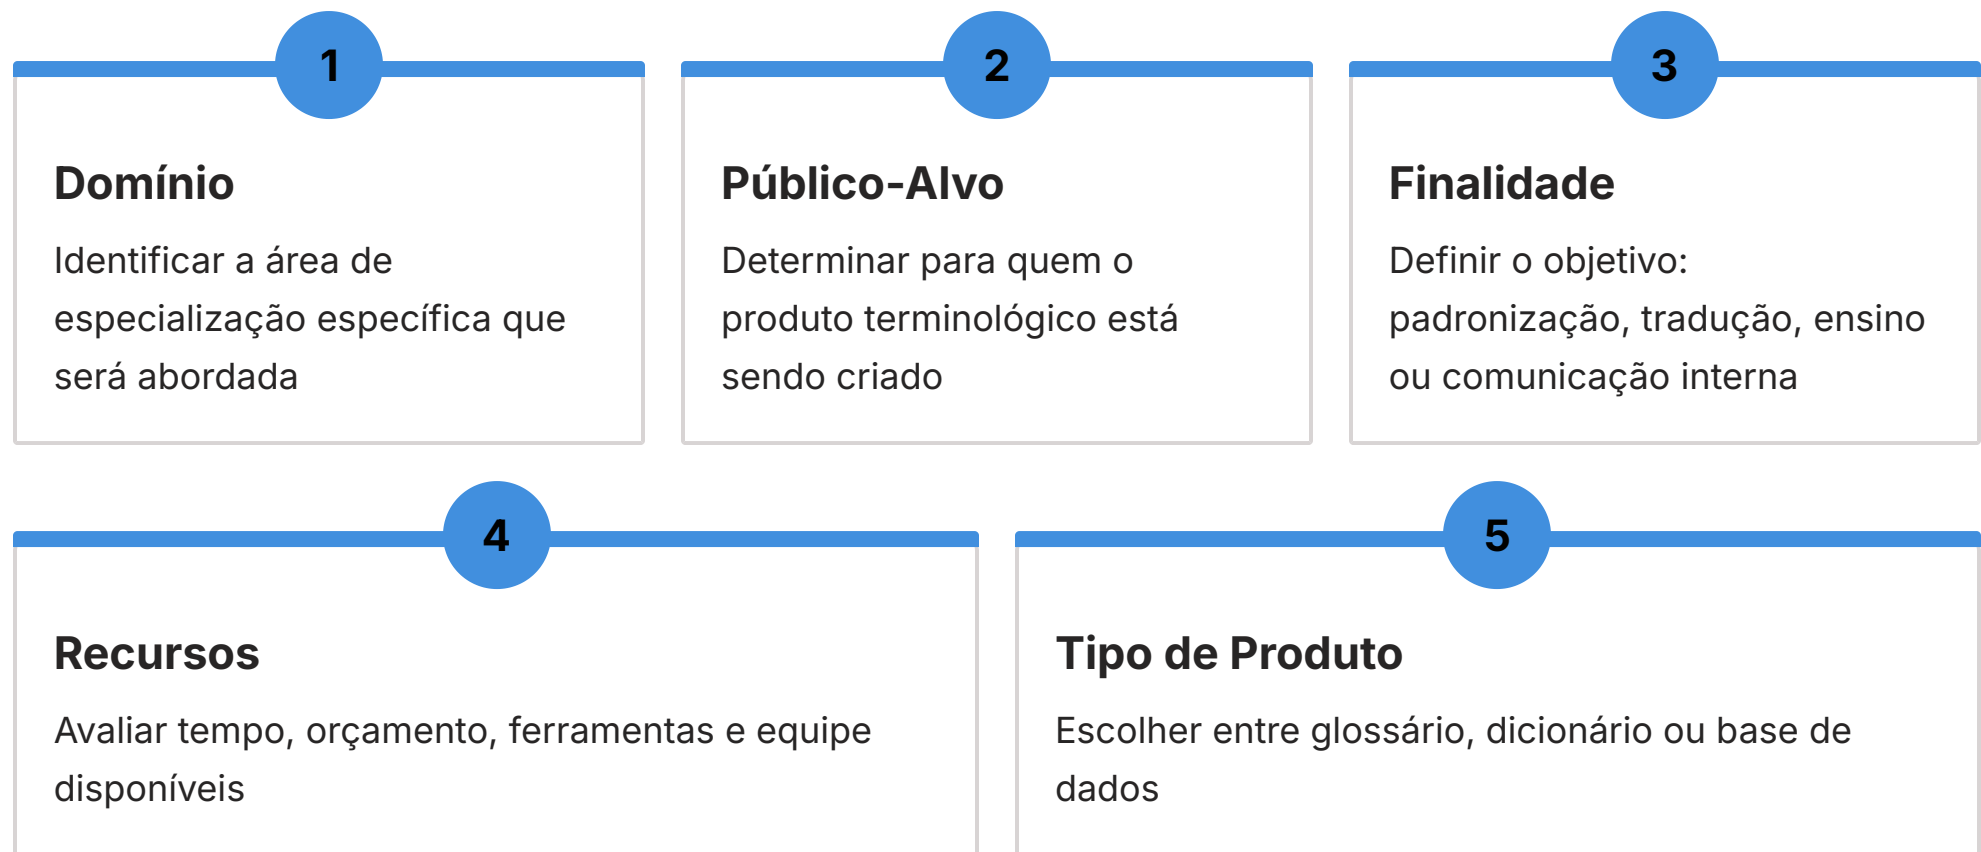 1
Domínio
Identificar a área de
especialização específica que
será abordada
2
Público-Alvo
Determinar para quem o
produto terminológico está
sendo criado
3
Finalidade
Definir o objetivo:
padronização, tradução, ensino
ou comunicação interna
4
Recursos
Avaliar tempo, orçamento, ferramentas e equipe
disponíveis
5
Tipo de Produto
Escolher entre glossário, dicionário ou base de
dados